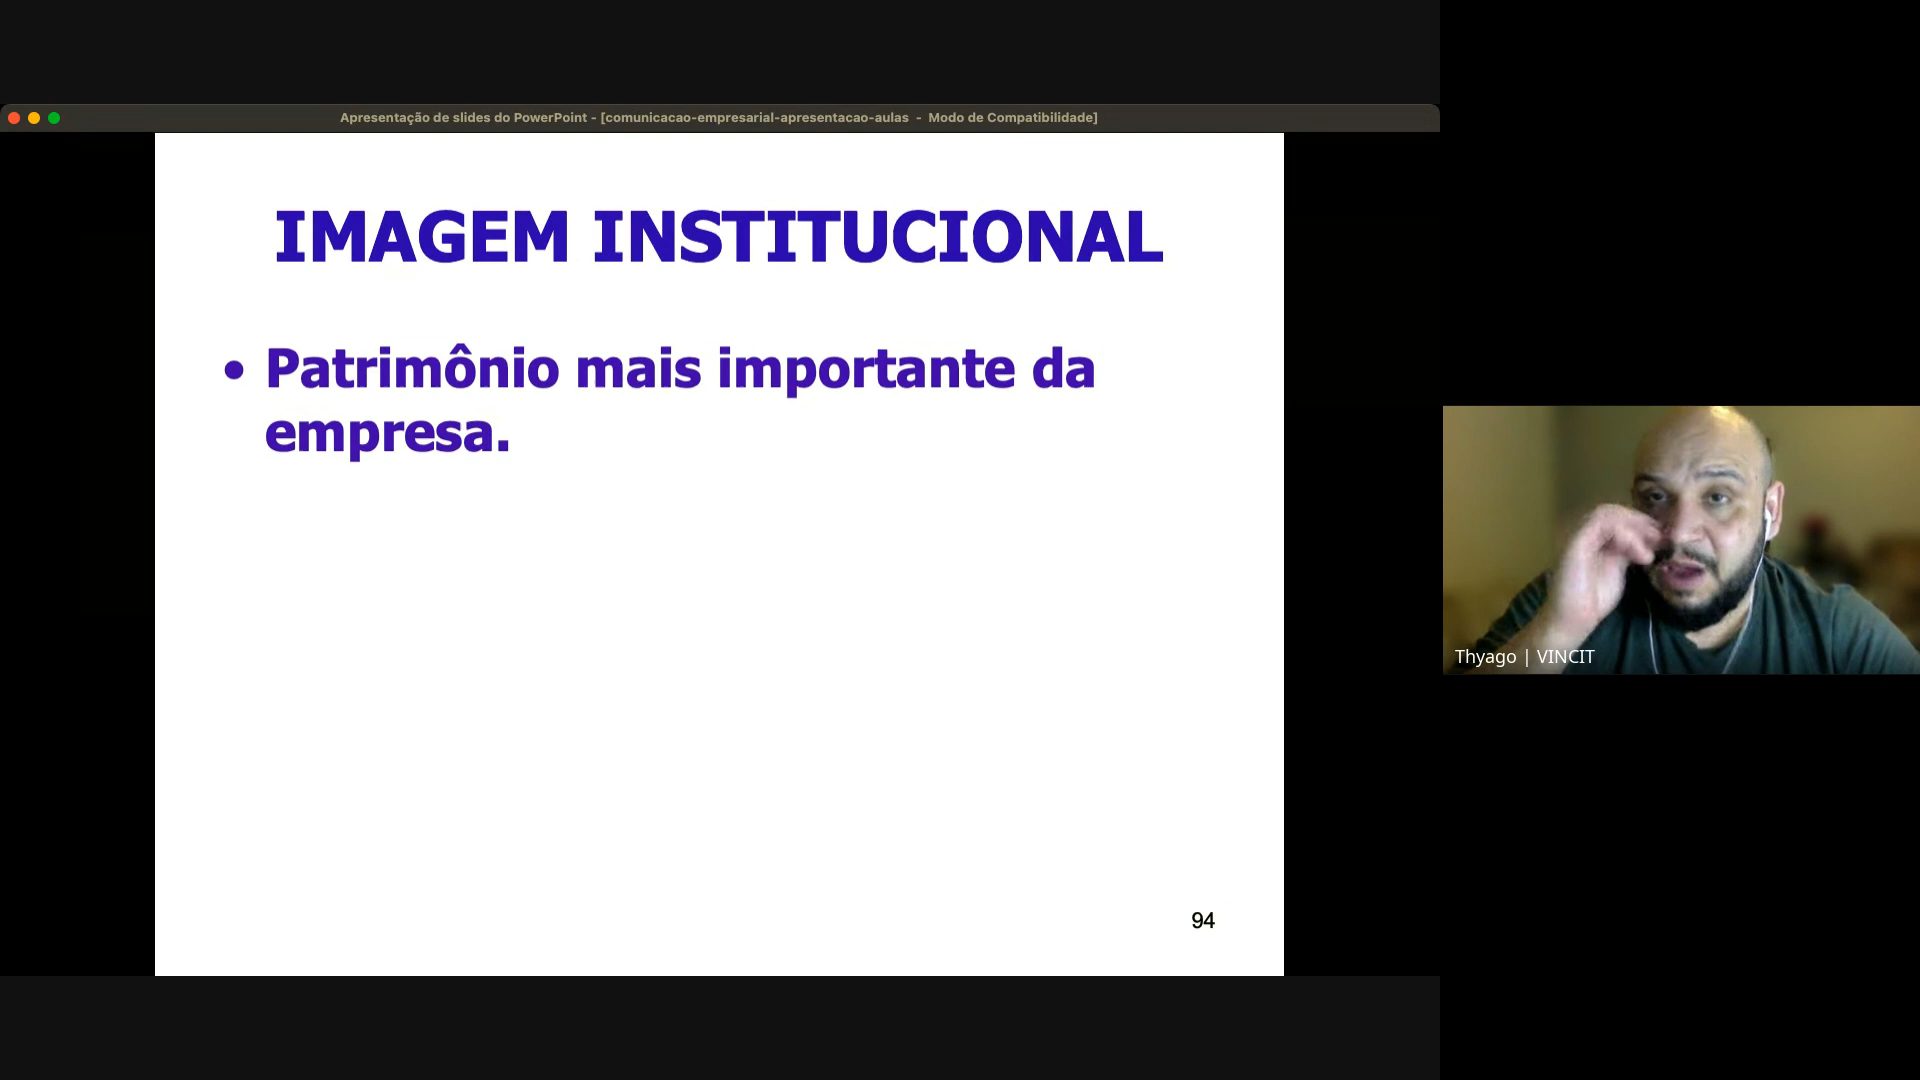 Apresentação de slides do PowerPoint - [comunicacao-empresarial-apresentacao-aulas - Modo de Compatibilidade]
IMAGEM INSTITUCIONAL
• Patrimônio mais importante da
empresa.
Thyago | VINCIT
94